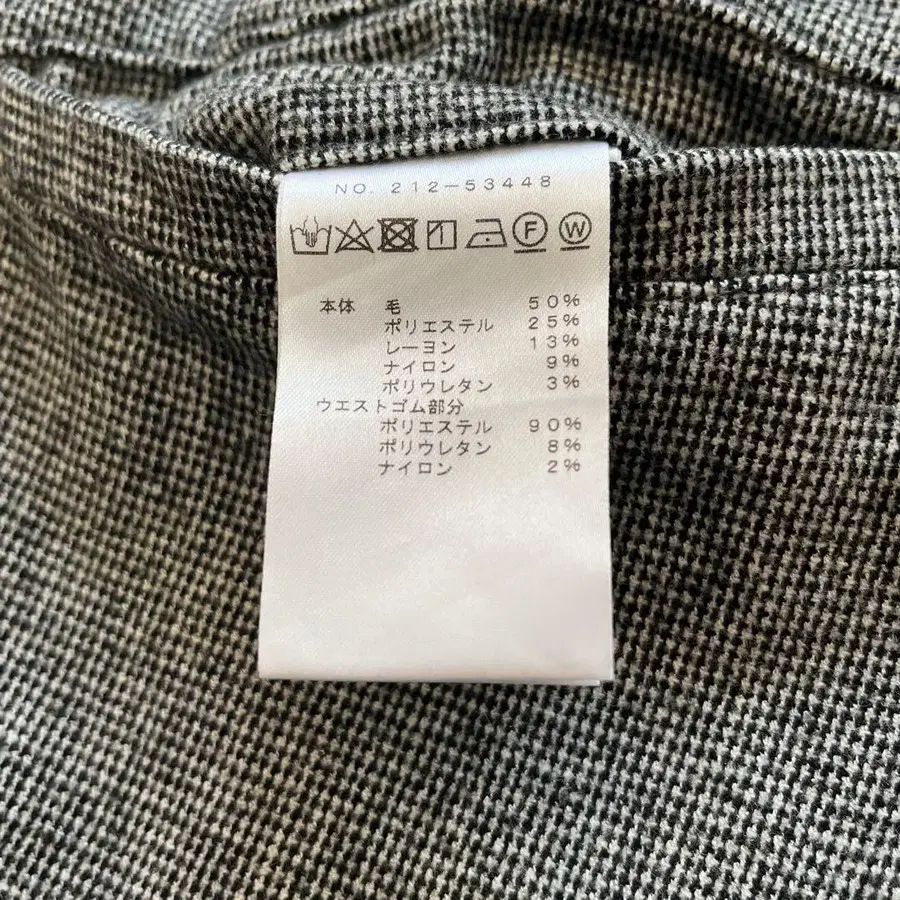 NO. 212-53448
F W
本体 毛 50%
ポリエステル 25%
レーヨン 13%
ナイロン 9%
ポリウレタン 3%
ウエストゴム部分
ポリエステル 90%
ポリウレタン 8%
ナイロン 2%